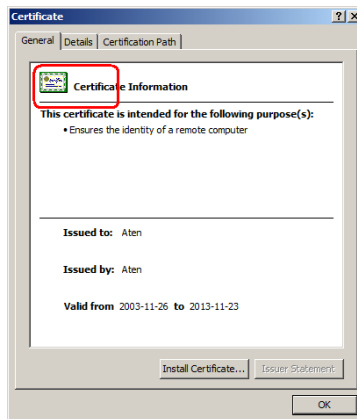 Certificate
General Details Certification Path
Certificate Information
This certificate is intended for the following purpose(s):
• Ensures the identity of a remote computer
Issued to: Aten
Issued by: Aten
Valid from 2003-11-26 to 2013-11-23
Install Certificate... Issuer Statement
OK